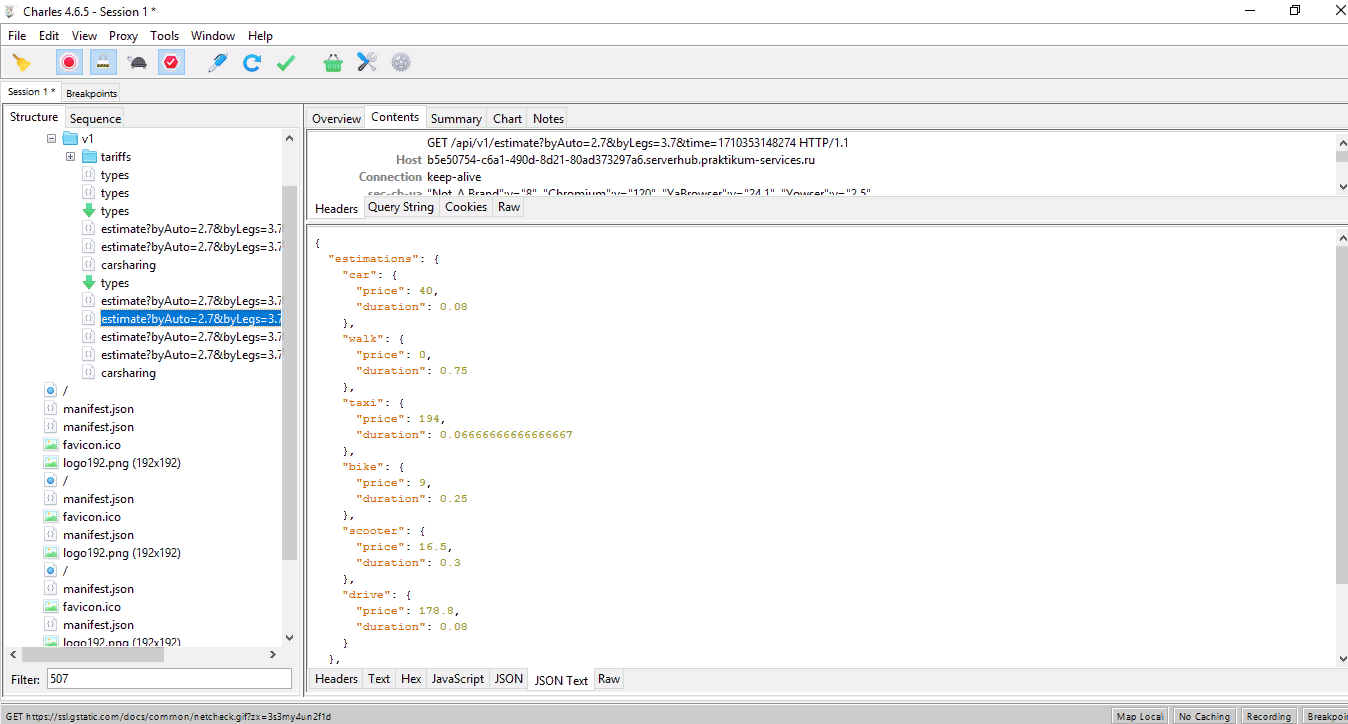 Charles 4.6.5 - Session 1 *
File Edit View Proxy Tools Window Help
Session 1 * Breakpoints
Structure Sequence
v1
tariffs
types
types
types
estimate?byAuto=2.7&byLegs=3.7
estimate?byAuto=2.7&byLegs=3.7
carsharing
types
estimate?byAuto=2.7&byLegs=3.7
estimate?byAuto=2.7&byLegs=3.7
estimate?byAuto=2.7&byLegs=3.7
estimate?byAuto=2.7&byLegs=3.7
carsharing
/
manifest.json
manifest.json
favicon.ico
logo192.png (192x192)
/
manifest.json
favicon.ico
manifest.json
logo192.png (192x192)
/
manifest.json
favicon.ico
manifest.json
logo192.png (192x192)
Filter: 507
Overview Contents Summary Chart Notes
GET /api/v1/estimate?byAuto=2.7&byLegs=3.7&time=1710353148274 HTTP/1.1
Host b5e50754-c6a1-490d-8d21-80ad373297a6.serverhub.praktikum-services.ru
Connection keep-alive
sec-ch-ua "Not_A Brand";v="8", "Chromium";v="120", "YaBrowser";v="24.1", "Yowser";v="2.5"
Headers Query String Cookies Raw
{
"estimations": {
"car": {
"price": 40,
"duration": 0.08
},
"walk": {
"price": 0,
"duration": 0.75
},
"taxi": {
"price": 194,
"duration": 0.06666666666666667
},
"bike": {
"price": 9,
"duration": 0.25
},
"scooter": {
"price": 16.5,
"duration": 0.3
},
"drive": {
"price": 178.8,
"duration": 0.08
}
},
Headers Text Hex JavaScript JSON JSON Text Raw
GET https://ssl.gstatic.com/docs/common/netcheck.gif?zx=3s3my4un2f1d
Map Local No Caching Recording Breakpoi